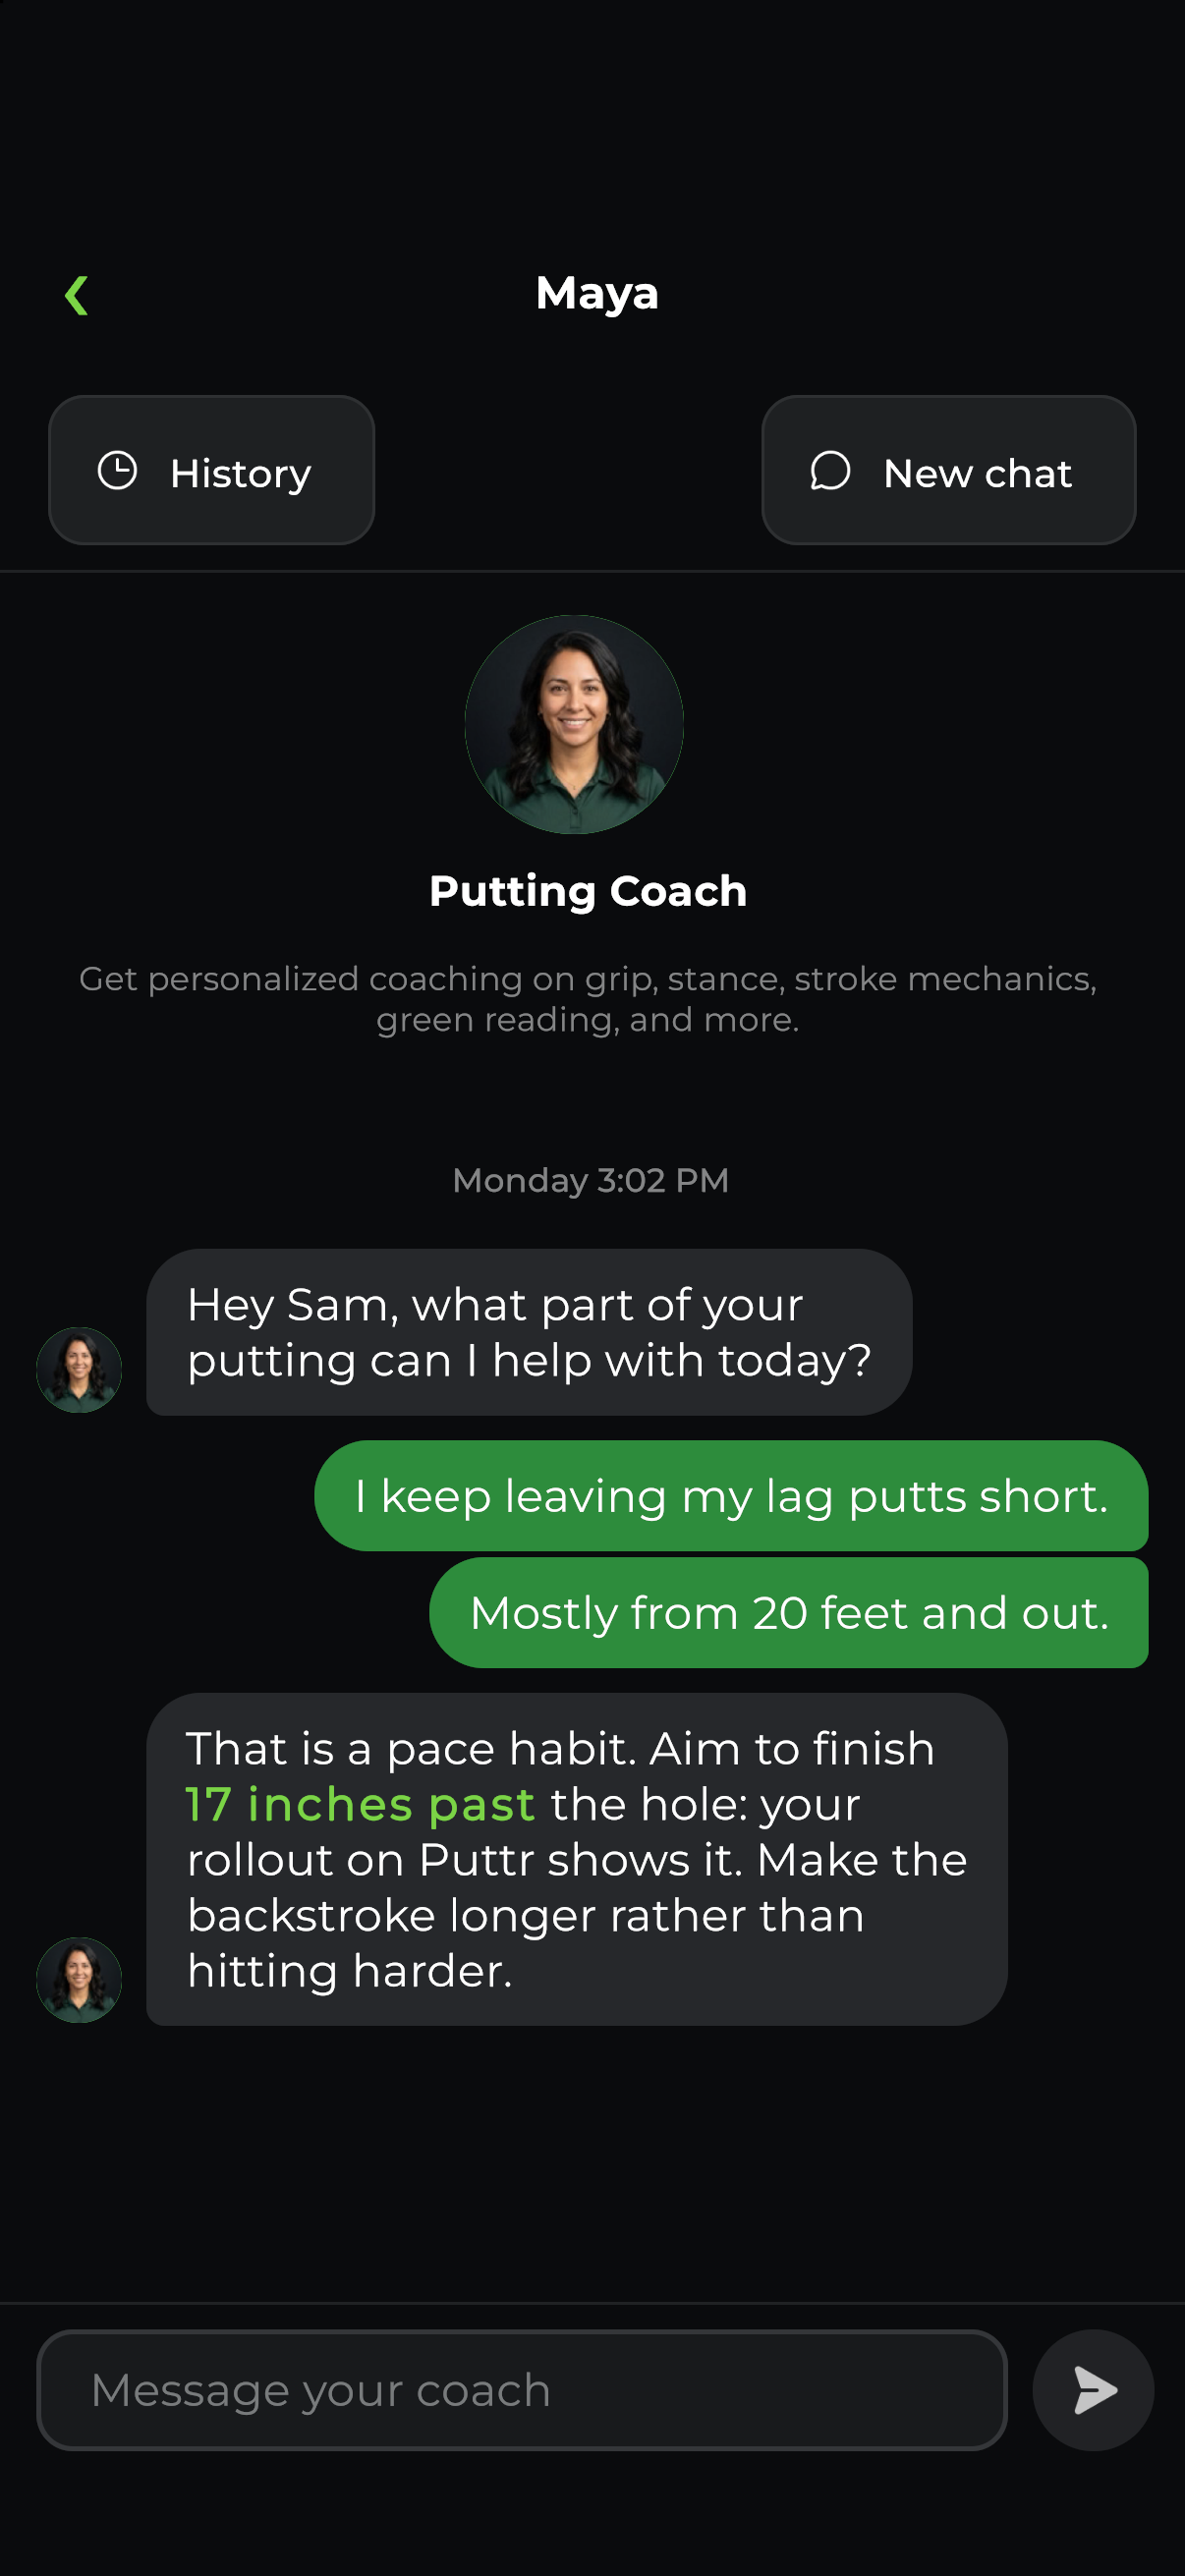 Maya
History
New chat
Putting Coach
Get personalized coaching on grip, stance, stroke mechanics,
green reading, and more.
Monday 3:02 PM
Hey Sam, what part of your
putting can I help with today?
I keep leaving my lag putts short.
Mostly from 20 feet and out.
That is a pace habit. Aim to finish
17 inches past the hole: your
rollout on Puttr shows it. Make the
backstroke longer rather than
hitting harder.
Message your coach